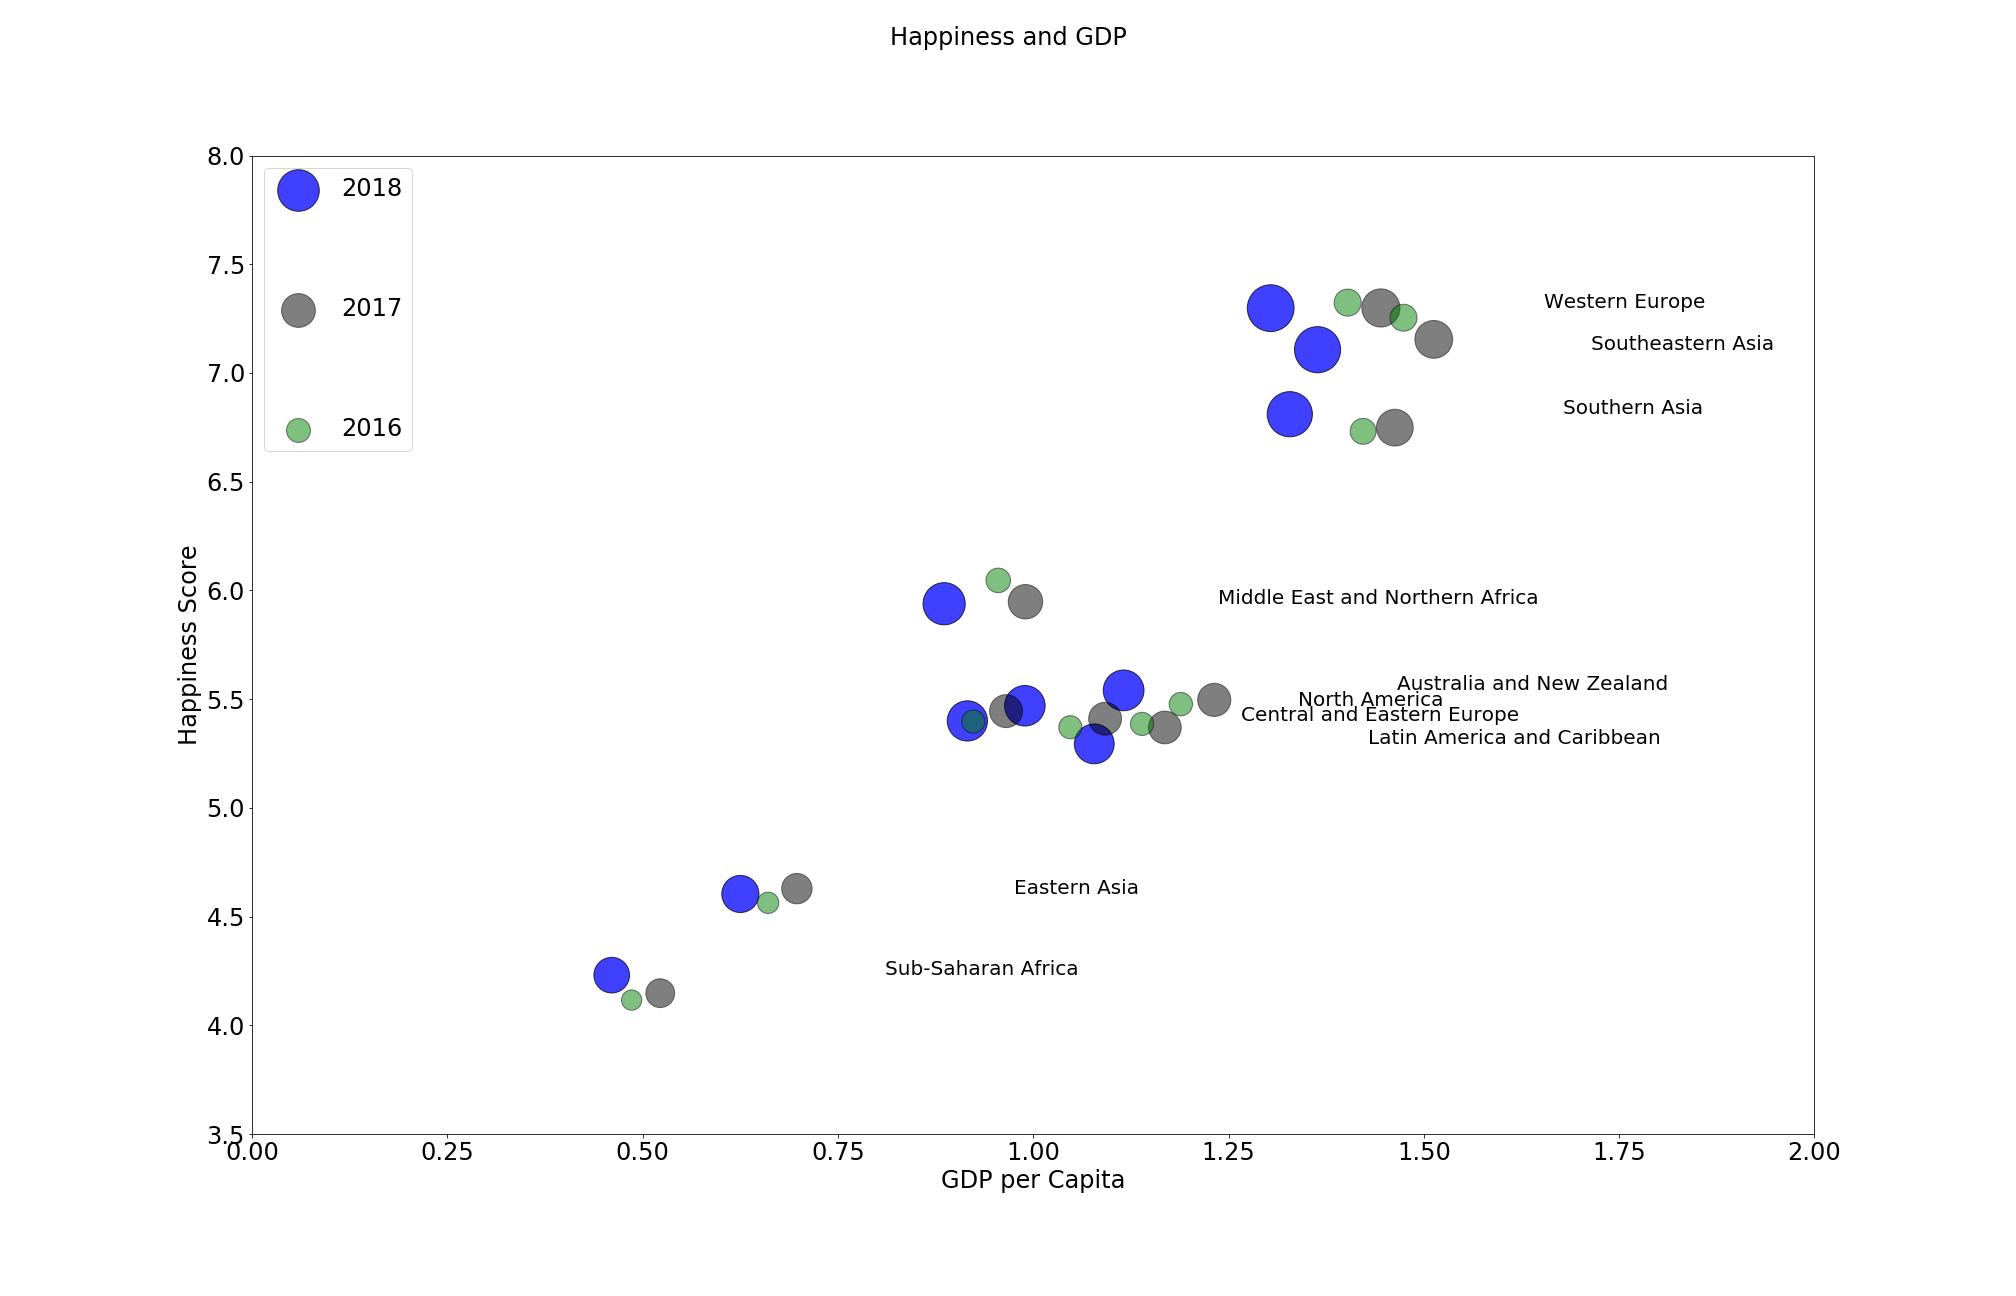 Happiness and GDP
8.0
2018
7.5
2017
Western Europe
Southeastern Asia
7.0
Southern Asia
2016
6.5
6.0
Middle East and Northern Africa
Happiness Score
Australia and New Zealand
5.5
North America
Central and Eastern Europe
Latin America and Caribbean
5.0
Eastern Asia
4.5
Sub-Saharan Africa
4.0
3.5
0.00 0.25 0.50 0.75 1.00 1.25 1.50 1.75 2.00
GDP per Capita